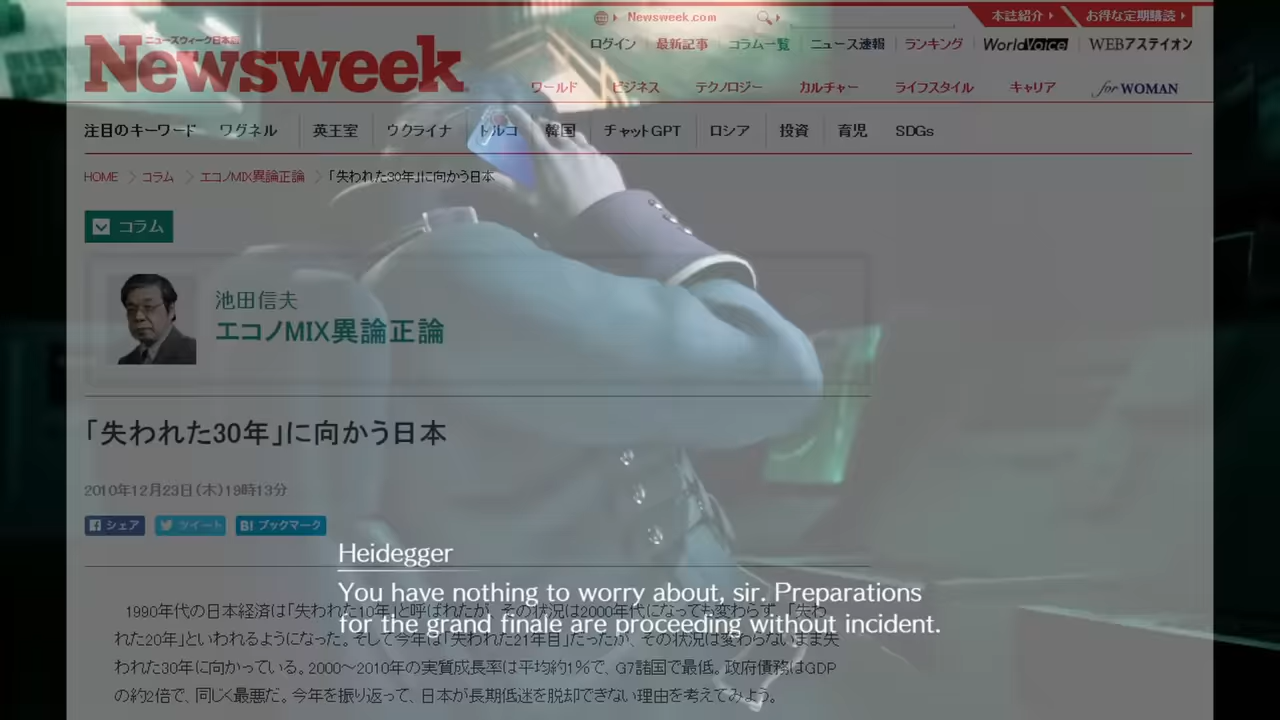 Newsweek.com
本誌紹介
お得な定期購読
ニューズウィーク日本版
Newsweek
ログイン 最新記事 コラム一覧 ニュース速報 ランキング WorldVoice WEBアステイオン
ワールド ビジネス テクノロジー カルチャー ライフスタイル キャリア for WOMAN
注目のキーワード ワグネル 英王室 ウクライナ トルコ 韓国 チャットGPT ロシア 投資 育児 SDGs
HOME コラム エコノMIX異論正論 「失われた30年」に向かう日本
コラム
池田信夫
エコノMIX異論正論
「失われた30年」に向かう日本
2010年12月23日(木)19時13分
シェア ツイート B! ブックマーク
Heidegger
You have nothing to worry about, sir. Preparations
for the grand finale are proceeding without incident.
1990年代の日本経済は「失われた10年」と呼ばれたが、その状況は2000年代になっても変わらず、「失わ
れた20年」といわれるようになった。そして今年は「失われた21年目」だったが、その状況は変わらないまま失
われた30年に向かっている。2000〜2010年の実質成長率は平均約1％で、G7諸国で最低。政府債務はGDP
の約2倍で、同じく最悪だ。今年を振り返って、日本が長期低迷を脱却できない理由を考えてみよう。